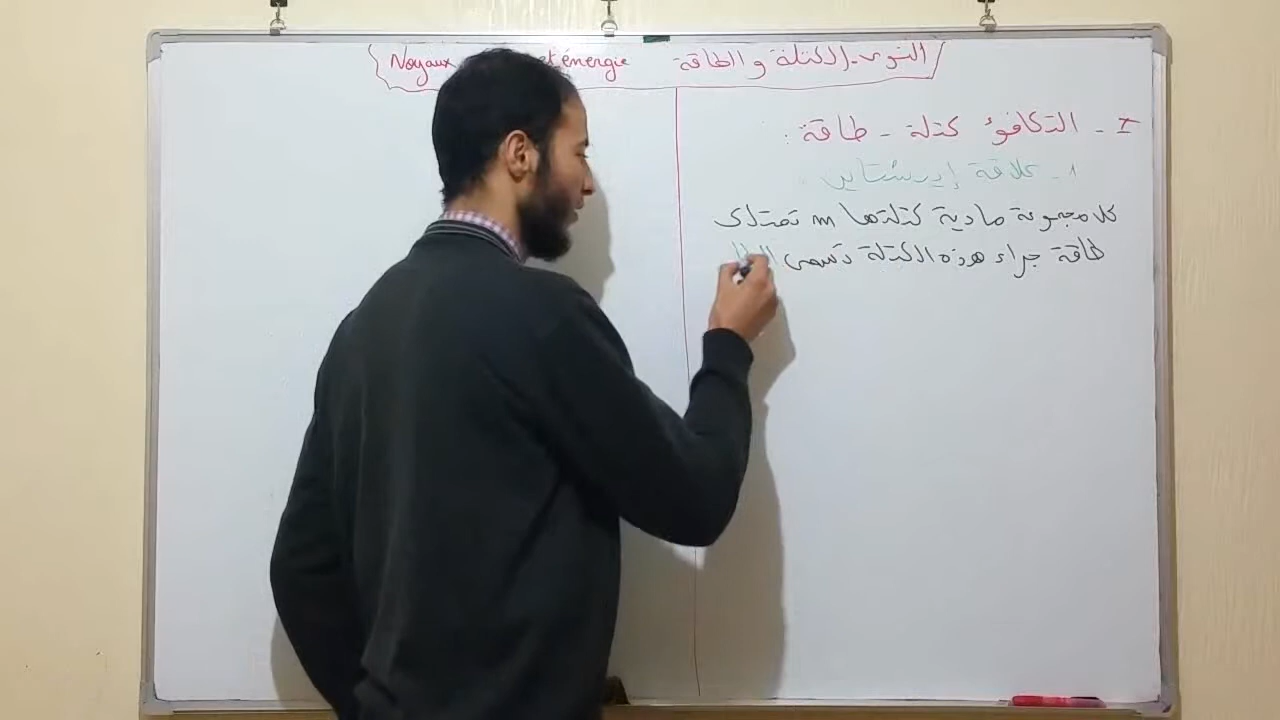 النوى-الكتلة و الطاقة Noyaux et énergie
I - التكافؤ كتلة - طاقة :
1 - علاقة إينشتاين :
كل مجموعة مادية كتلتها m تمتلك
طاقة جراء هذه الكتلة تسمى